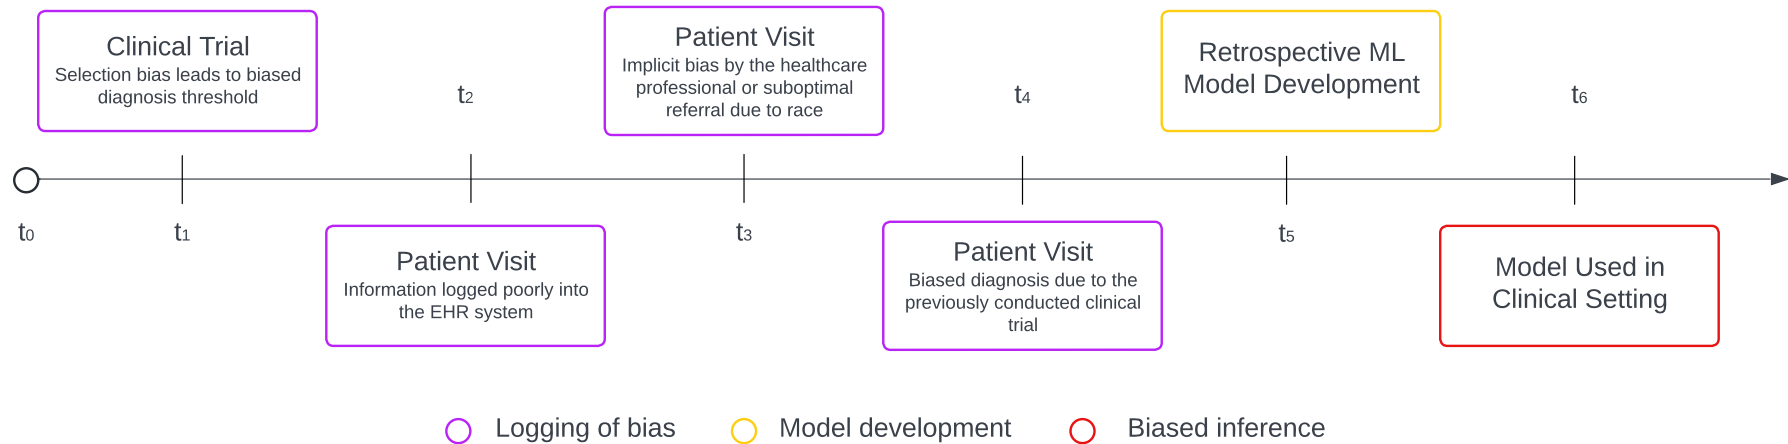 Clinical Trial
Selection bias leads to biased
diagnosis threshold
t2
Patient Visit
Implicit bias by the healthcare
professional or suboptimal
referral due to race
t4
Retrospective ML
Model Development
t6
t0
t1
Patient Visit
Information logged poorly into
the EHR system
t3
Patient Visit
Biased diagnosis due to the
previously conducted clinical
trial
t5
Model Used in
Clinical Setting
Logging of bias
Model development
Biased inference